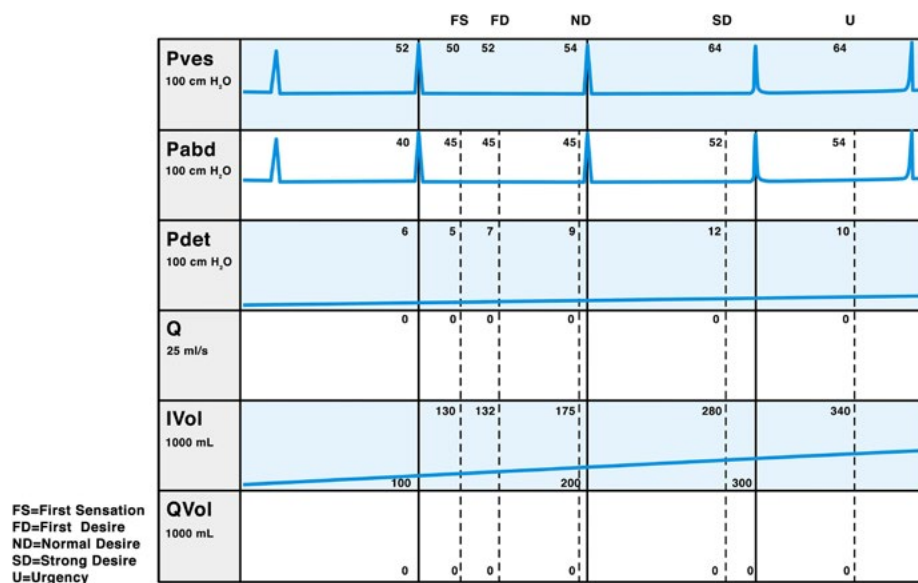 FS FD ND SD U
Pves 52 50 52 54 64 64
100 cm H₂O
Pabd 40 45 45 45 52 54
100 cm H₂O
Pdet 6 5 7 9 12 10
100 cm H₂O
Q 0 0 0 0 0 0
25 ml/s
IVol 130 132 175 280 340
1000 mL
100 200 300
QVol
1000 mL
0 0 0 0 0 0 0
FS=First Sensation
FD=First Desire
ND=Normal Desire
SD=Strong Desire
U=Urgency